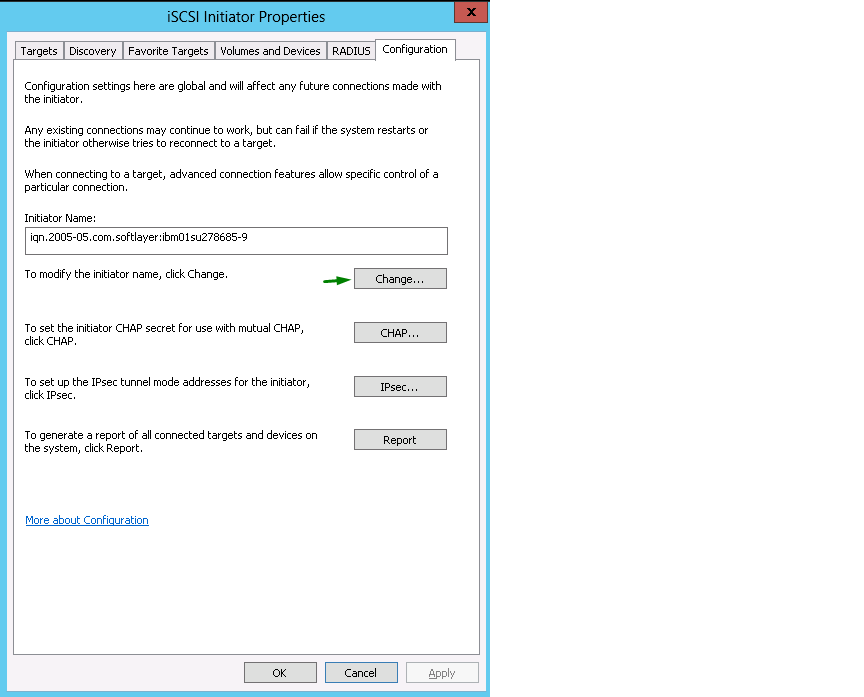 iSCSI Initiator Properties
x
Targets Discovery Favorite Targets Volumes and Devices RADIUS Configuration
Configuration settings here are global and will affect any future connections made with
the initiator.
Any existing connections may continue to work, but can fail if the system restarts or
the initiator otherwise tries to reconnect to a target.
When connecting to a target, advanced connection features allow specific control of a
particular connection.
Initiator Name:
iqn.2005-05.com.softlayer:ibm01su278685-9
To modify the initiator name, click Change.
Change...
To set the initiator CHAP secret for use with mutual CHAP,
click CHAP.
CHAP...
To set up the IPsec tunnel mode addresses for the initiator,
click IPsec.
IPsec...
To generate a report of all connected targets and devices on
the system, click Report.
Report
More about Configuration
OK Cancel Apply